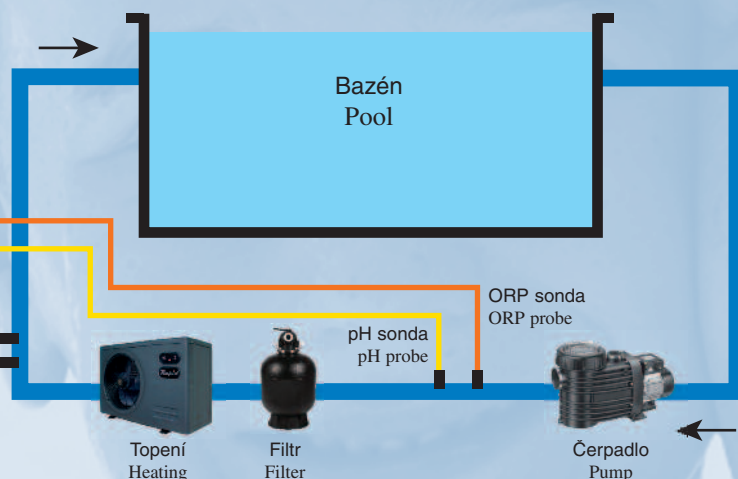 Bazén
Pool
ORP sonda
ORP probe
pH sonda
pH probe
Topení
Heating
Filtr
Filter
Čerpadlo
Pump